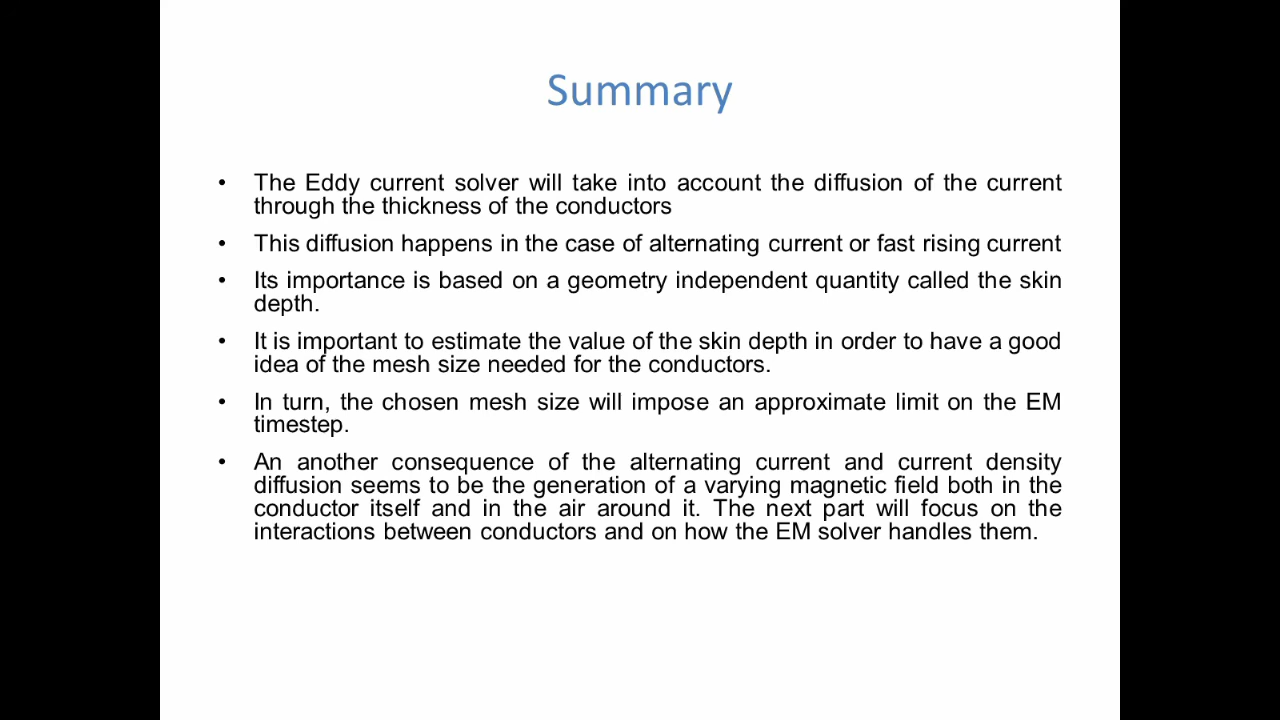 Summary
• The Eddy current solver will take into account the diffusion of the current
through the thickness of the conductors
• This diffusion happens in the case of alternating current or fast rising current
• Its importance is based on a geometry independent quantity called the skin
depth.
• It is important to estimate the value of the skin depth in order to have a good
idea of the mesh size needed for the conductors.
• In turn, the chosen mesh size will impose an approximate limit on the EM
timestep.
• An another consequence of the alternating current and current density
diffusion seems to be the generation of a varying magnetic field both in the
conductor itself and in the air around it. The next part will focus on the
interactions between conductors and on how the EM solver handles them.